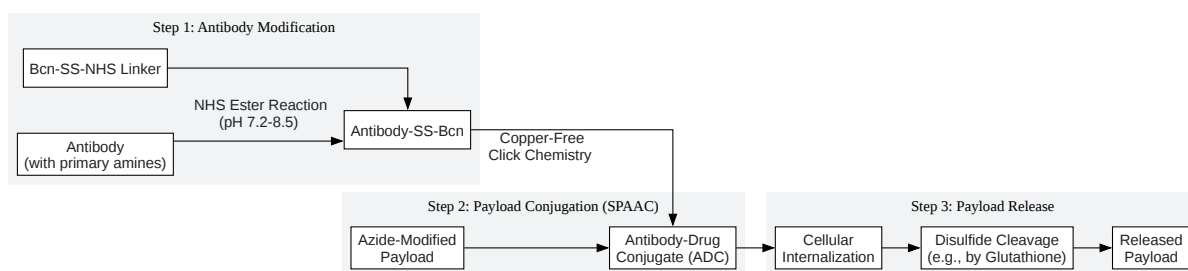 Step 1: Antibody Modification
Bcn-SS-NHS Linker
NHS Ester Reaction
(pH 7.2-8.5)
Antibody
(with primary amines)
Antibody-SS-Bcn
Copper-Free
Click Chemistry
Step 2: Payload Conjugation (SPAAC)
Azide-Modified
Payload
Antibody-Drug
Conjugate (ADC)
Step 3: Payload Release
Cellular
Internalization
Disulfide Cleavage
(e.g., by Glutathione)
Released
Payload